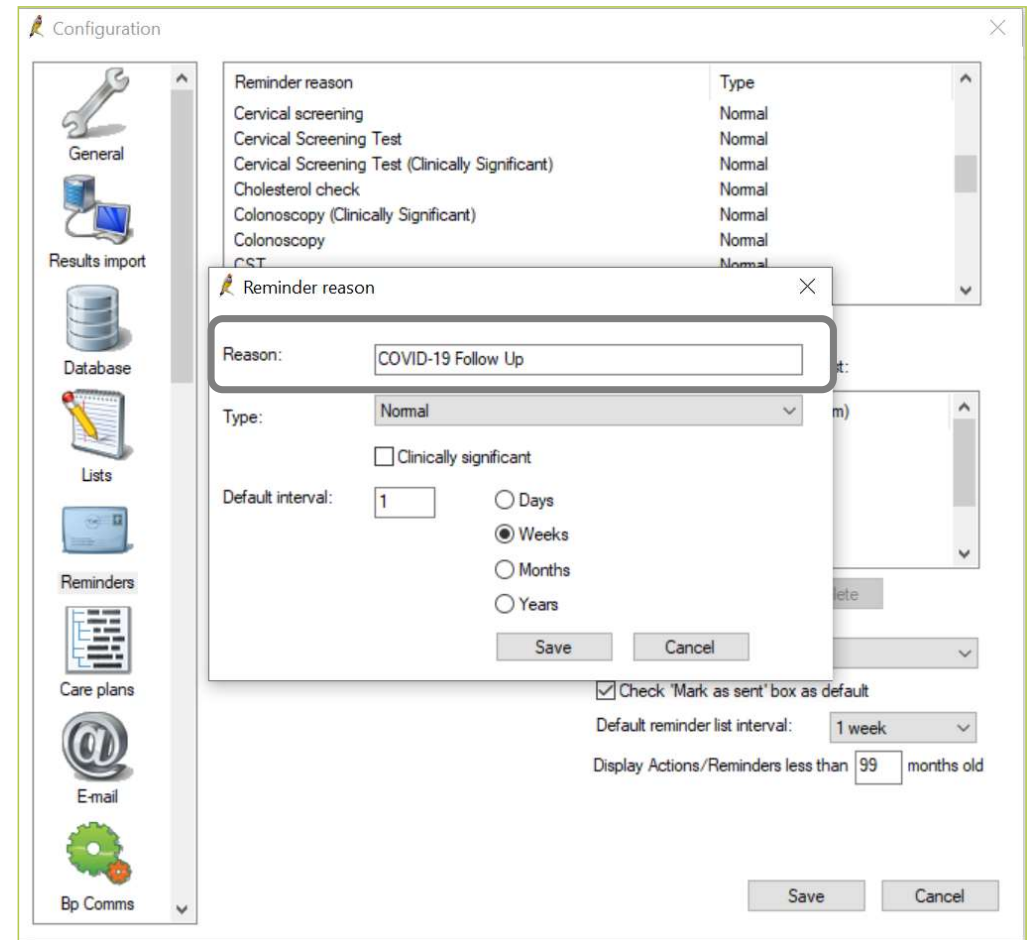 Configuration
General
Results import
Database
Lists
Reminders
Care plans
E-mail
Bp Comms
Reminder reason Type
Cervical screening Normal
Cervical Screening Test Normal
Cervical Screening Test (Clinically Significant) Normal
Cholesterol check Normal
Colonoscopy (Clinically Significant) Normal
Colonoscopy Normal
CST Normal
Reminder reason
Reason: COVID-19 Follow Up
Type: Normal
Clinically significant
Default interval: 1 Days
Weeks
Months
Years
Save Cancel
Check 'Mark as sent' box as default
Default reminder list interval: 1 week
Display Actions/Reminders less than 99 months old
Save Cancel